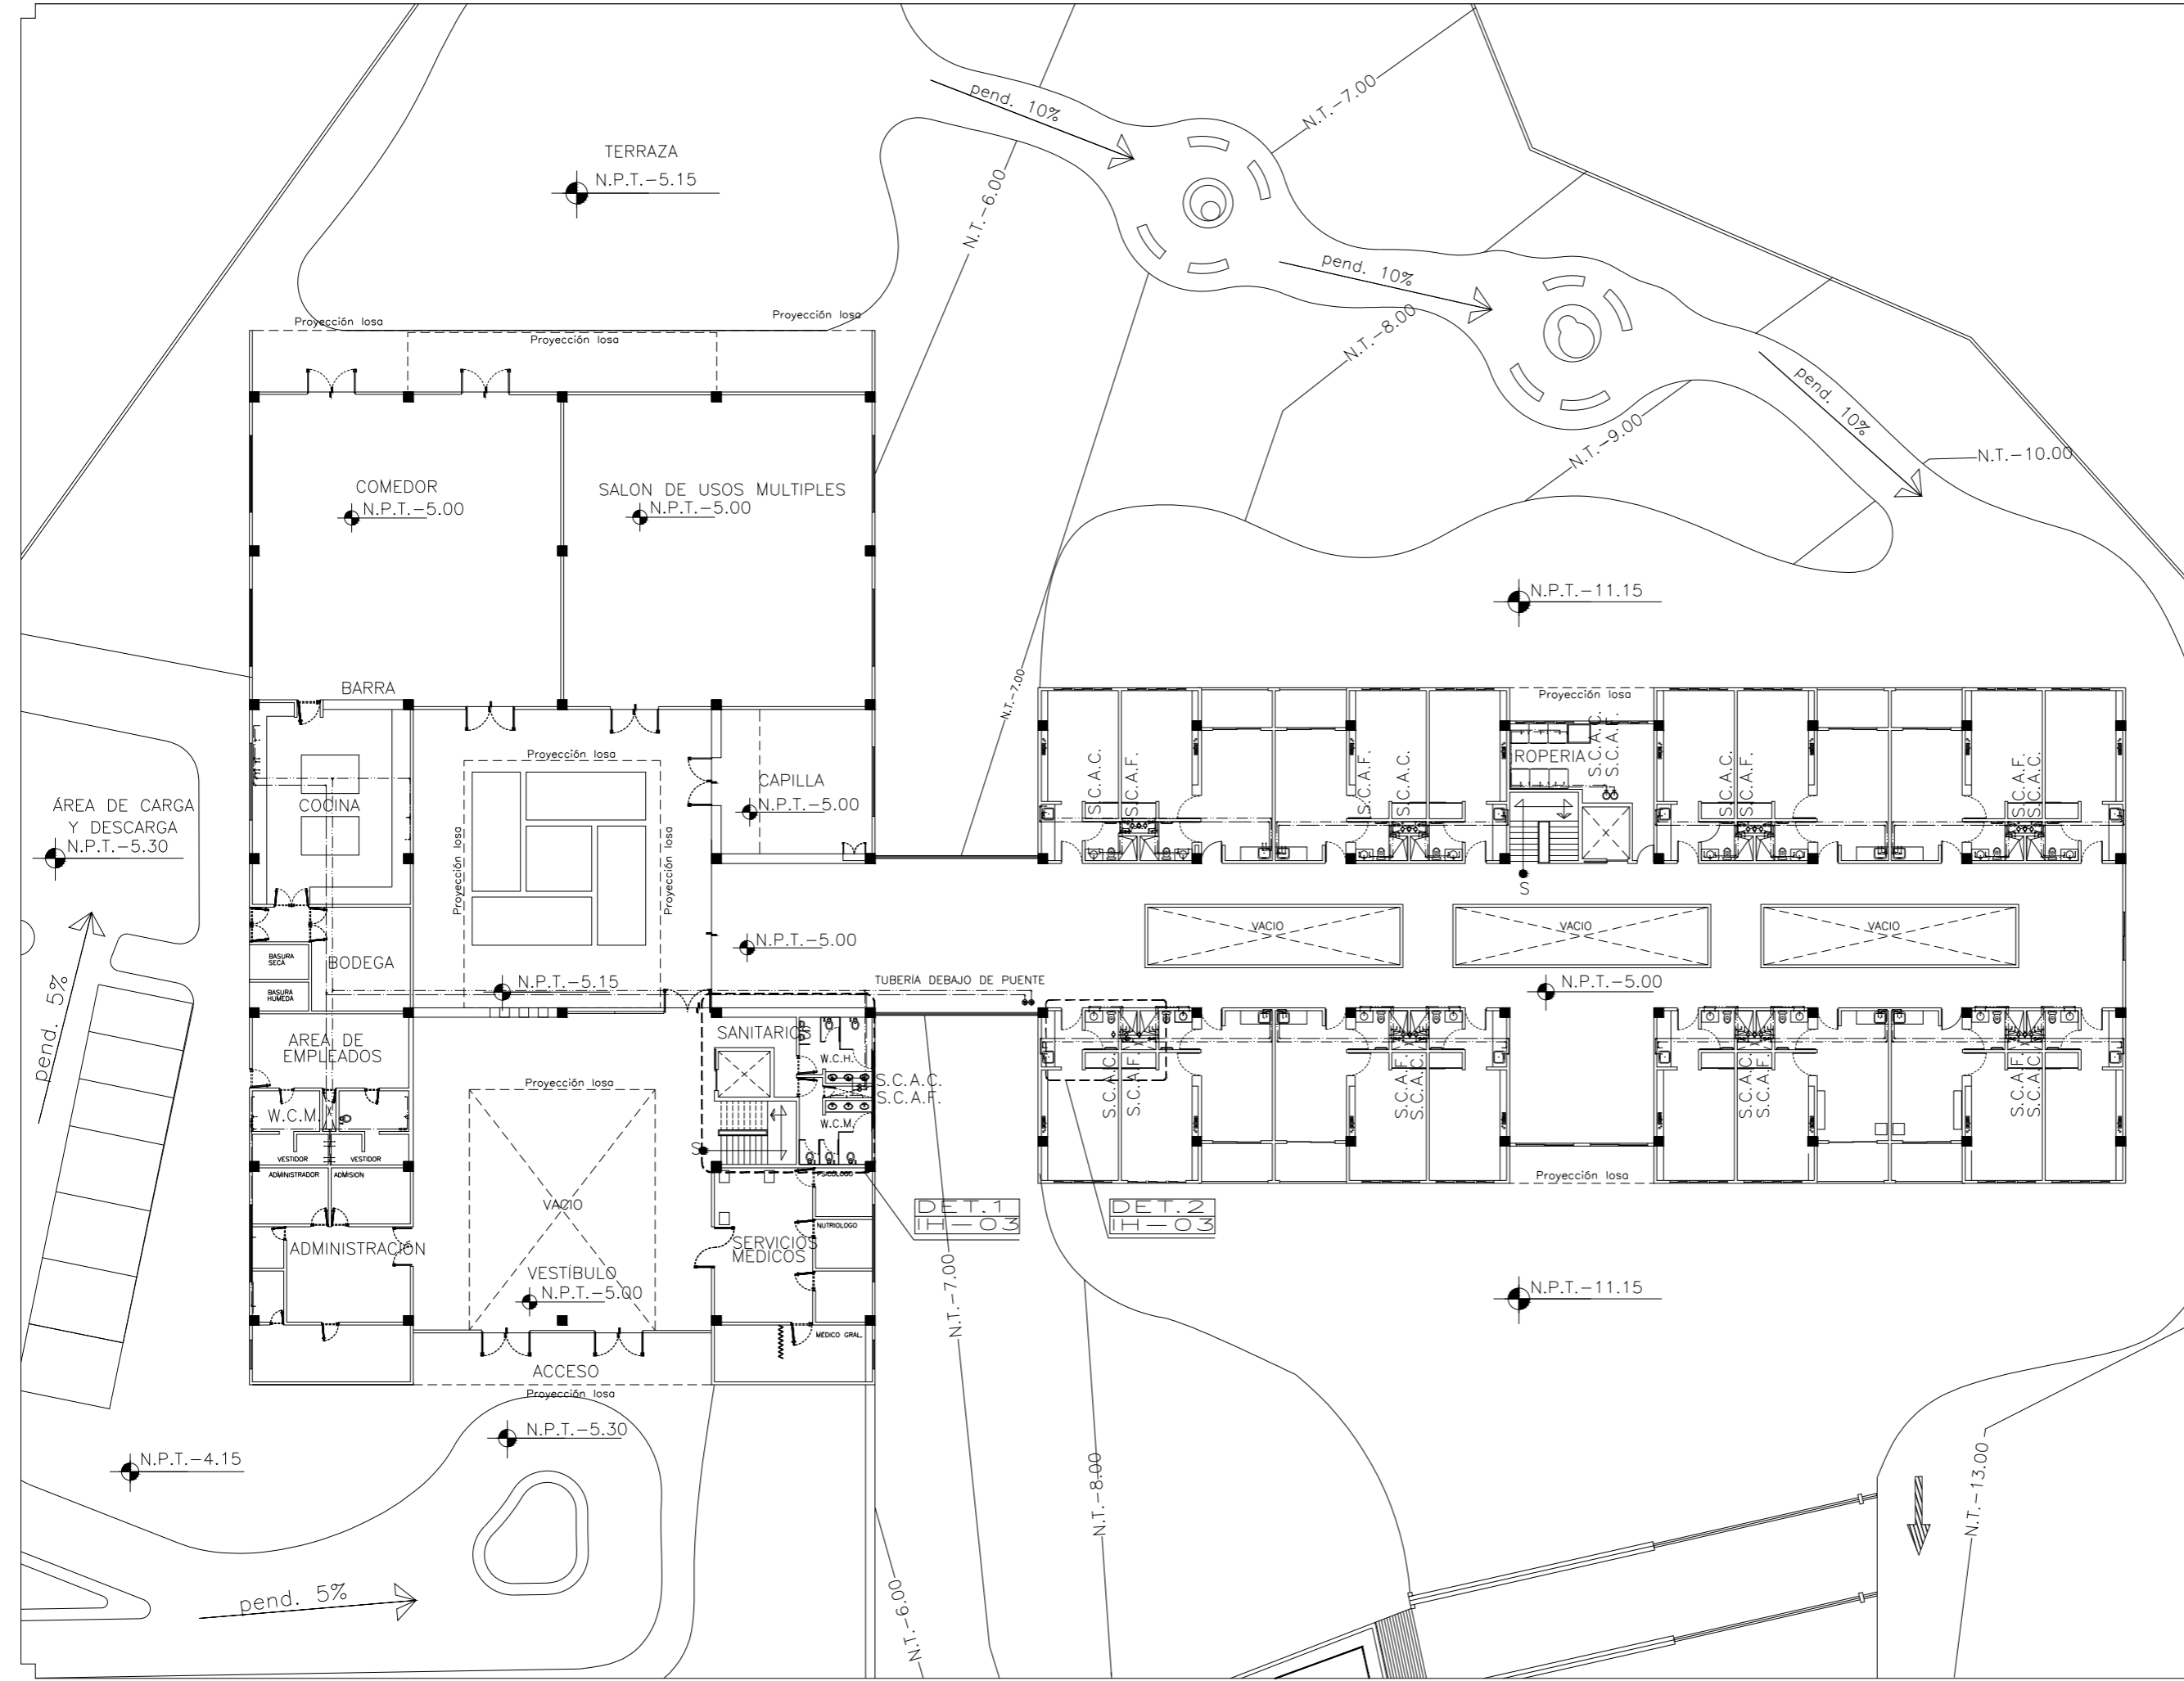 pend. 10%
N.T.-7.00
TERRAZA
N.P.T.-5.15
N.T.-6.00
pend. 10%
Proyección losa
Proyección losa
Proyección losa
N.T.-8.00
pend. 10%
N.T.-9.00
N.T.-10.00
COMEDOR
N.P.T.-5.00
SALON DE USOS MULTIPLES
N.P.T.-5.00
N.P.T.-11.15
BARRA
N.T.-7.00
Proyección losa
Proyección losa
CAPILLA
N.P.T.-5.00
COCINA
ÁREA DE CARGA
Y DESCARGA
N.P.T.-5.30
Proyección losa
Proyección losa
S.C.A.C.
S.C.A.F.
S.C.A.F.
S.C.A.C.
ROPERIA
S.C.A.C.
S.C.A.F.
S.C.A.C.
S.C.A.F.
S.C.A.F.
S.C.A.C.
S
VACIO
VACIO
VACIO
N.P.T.-5.00
BASURA
SECA
BODEGA
BASURA
HUMEDA
pend. 5%
N.P.T.-5.15
TUBERÍA DEBAJO DE PUENTE
N.P.T.-5.00
AREA DE
EMPLEADOS
SANITARIOS
W.C.H.
S.C.A.C.
S.C.A.F.
W.C.M.
S
Proyección losa
W.C.M.
VESTIDOR
VESTIDOR
ADMINISTRADOR
ADMISION
S.C.A.C.
S.C.A.F.
S.C.A.F.
S.C.A.C.
S.C.A.C.
S.C.A.F.
S.C.A.F.
S.C.A.C.
Proyección losa
PSICOLOGO
VACIO
NUTRIOLOGO
DET.1
IH-03
DET.2
IH-03
ADMINISTRACIÓN
SERVICIOS
MEDICOS
VESTÍBULO
N.P.T.-5.00
MEDICO GRAL.
N.T.-7.00
N.P.T.-11.15
ACCESO
Proyección losa
N.P.T.-5.30
N.P.T.-4.15
N.T.-8.00
N.T.-13.00
pend. 5%
N.T.-6.00